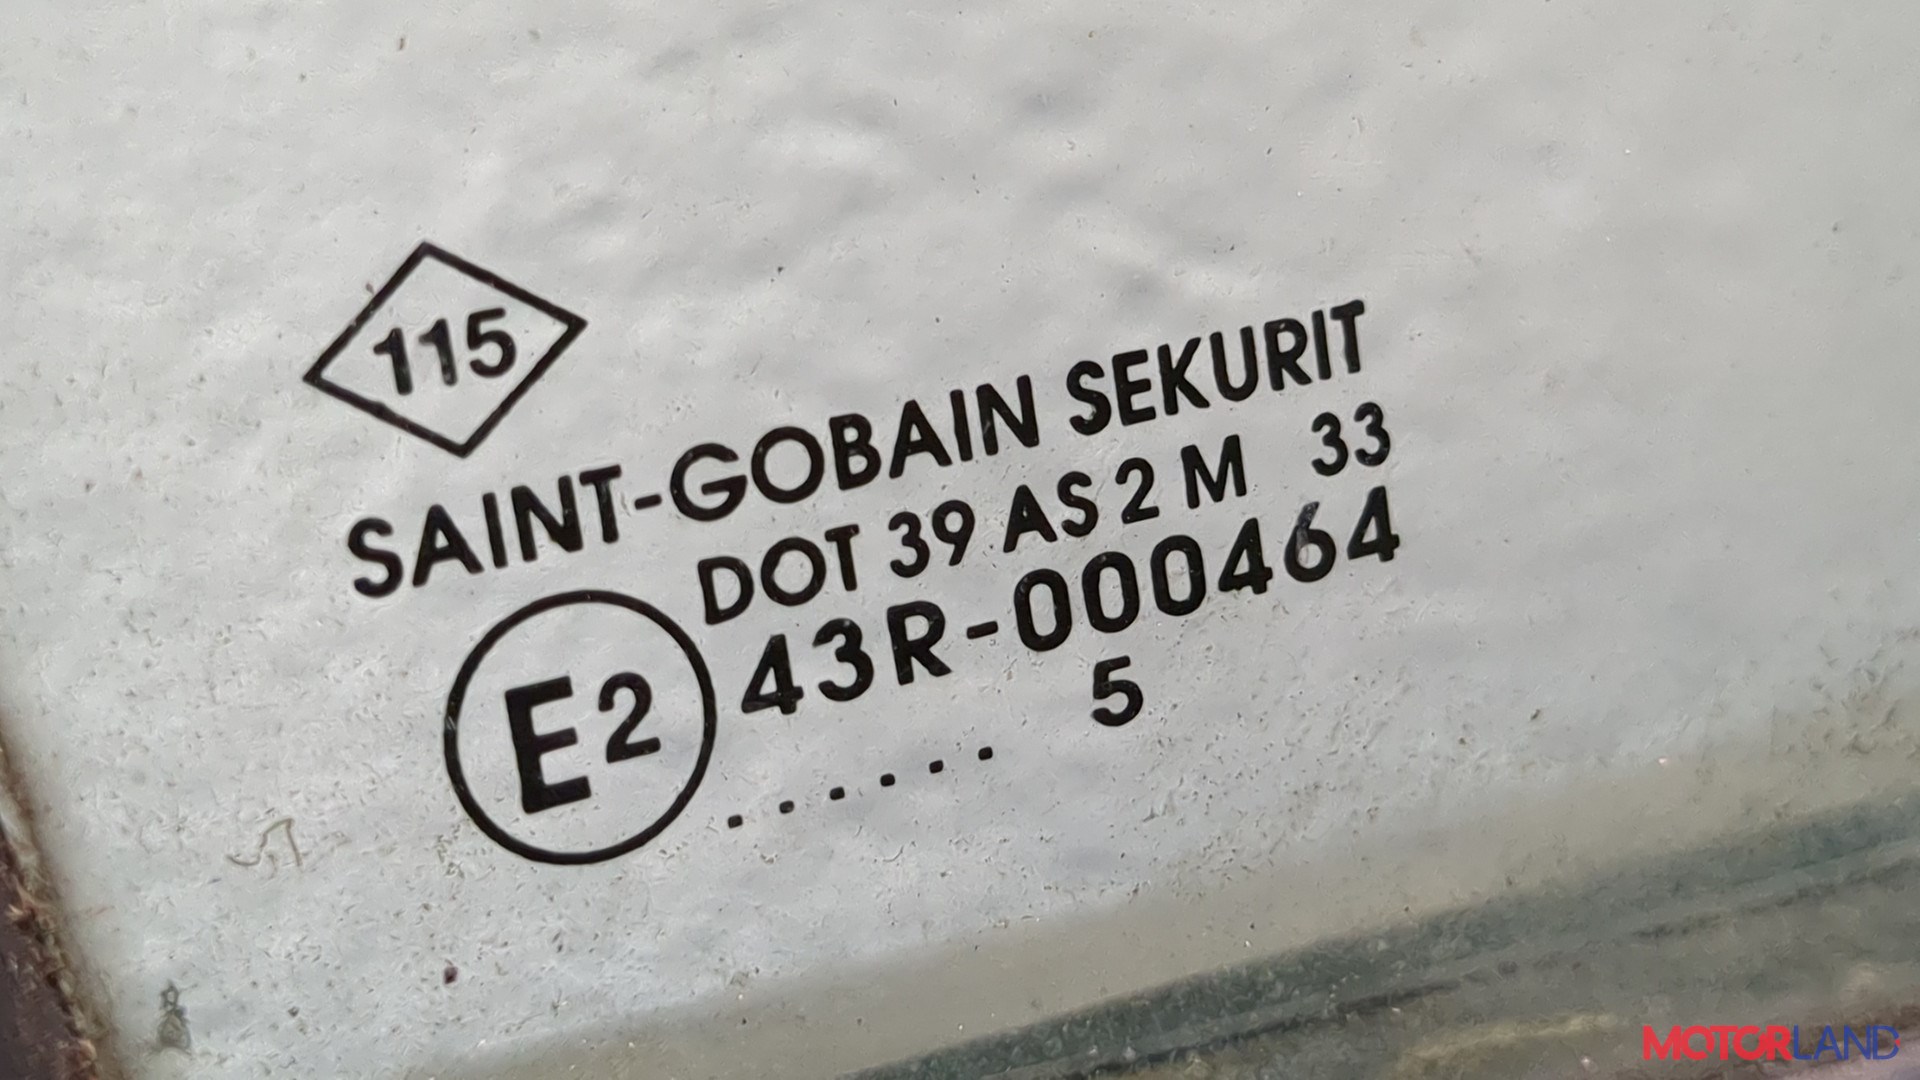 115
SAINT-GOBAIN SEKURIT
DOT 39 AS 2 M 33
E2 43R-000464
...... 5
MOTORLAND